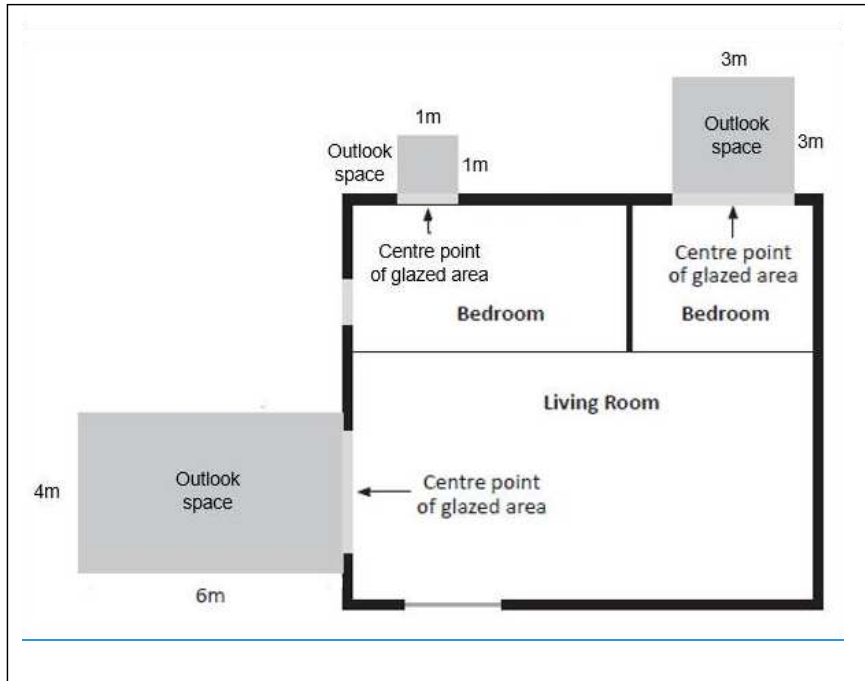 3m
Outlook
space
3m
1m
Outlook
space
1m
Centre point
of glazed area
Centre point
of glazed area
Bedroom
Bedroom
Living Room
Outlook
space
4m
Centre point
of glazed area
6m